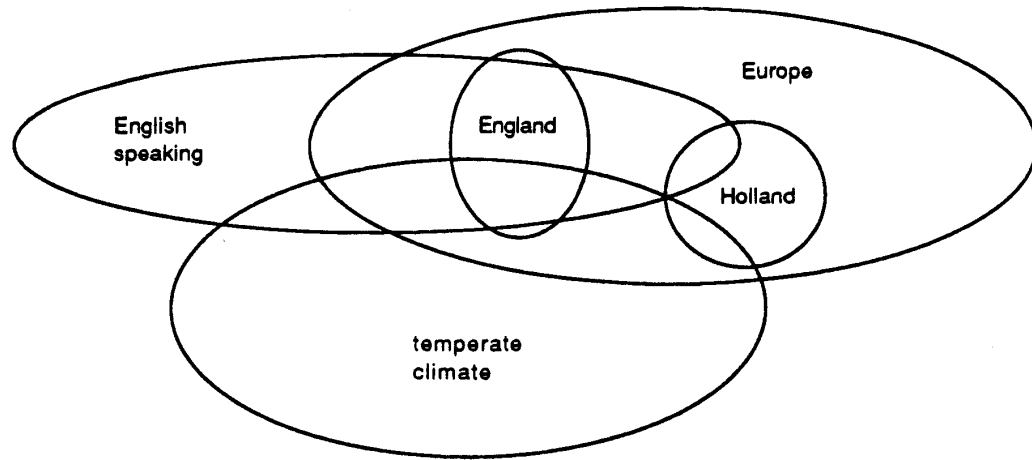 Europe
English
speaking
England
Holland
temperate
climate